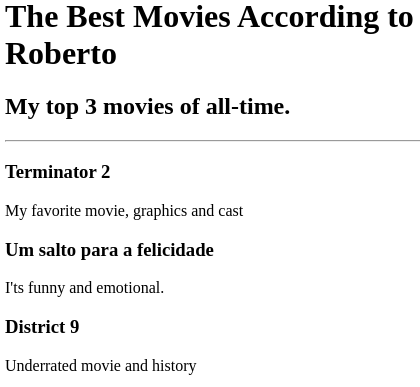 The Best Movies According to
Roberto
My top 3 movies of all-time.
Terminator 2
My favorite movie, graphics and cast
Um salto para a felicidade
I'ts funny and emotional.
District 9
Underrated movie and history